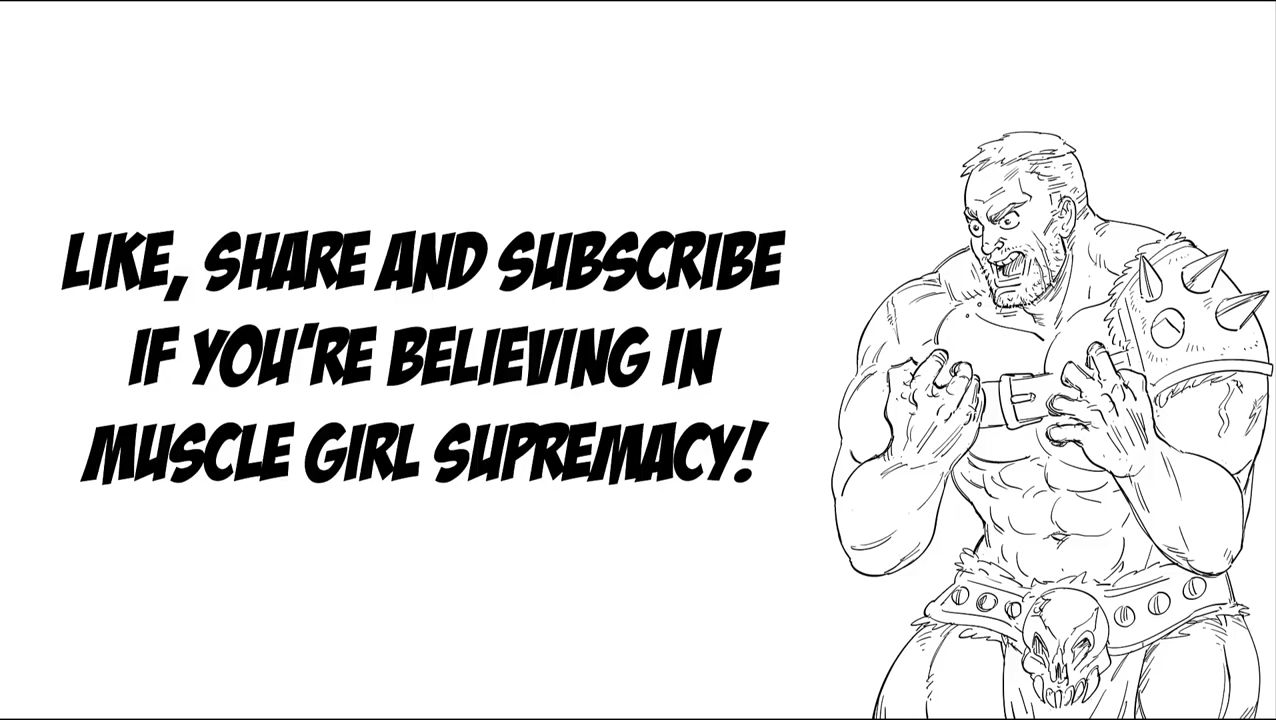 LIKE, SHARE AND SUBSCRIBE
IF YOU'RE BELIEVING IN
MUSCLE GIRL SUPREMACY!